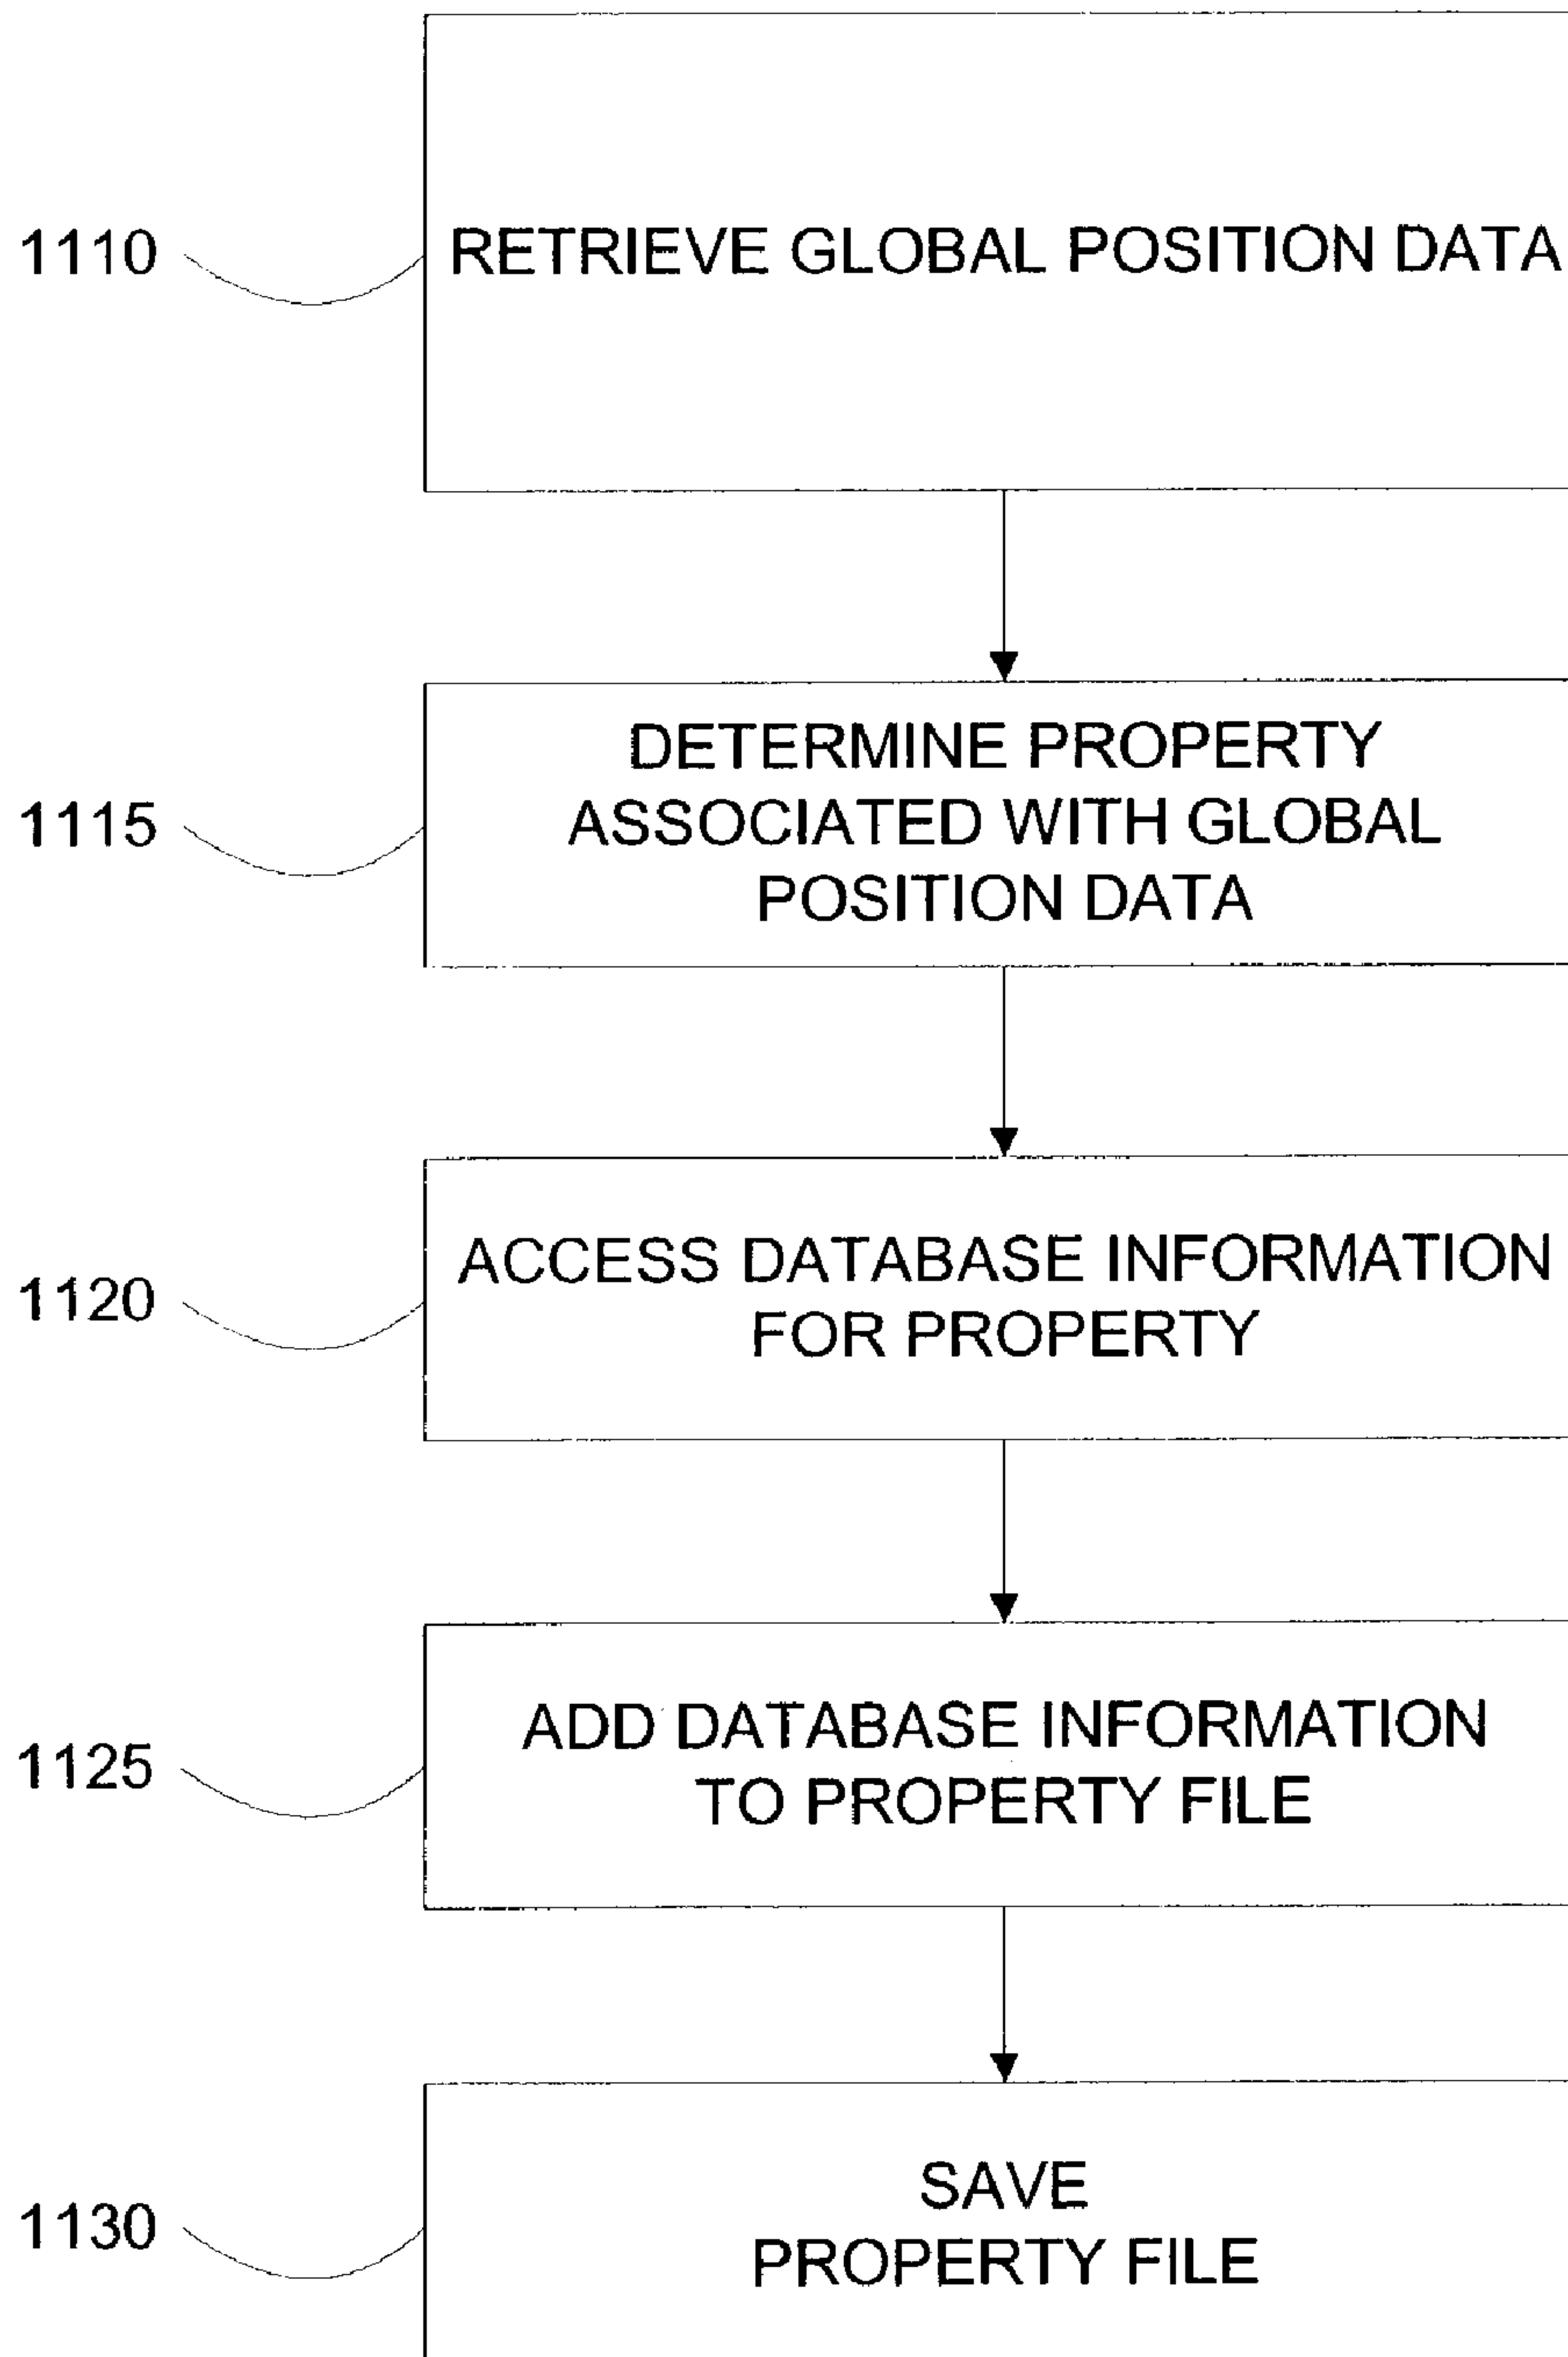 1110
RETRIEVE GLOBAL POSITION DATA
1115
DETERMINE PROPERTY
ASSOCIATED WITH GLOBAL
POSITION DATA
1120
ACCESS DATABASE INFORMATION
FOR PROPERTY
1125
ADD DATABASE INFORMATION
TO PROPERTY FILE
1130
SAVE
PROPERTY FILE